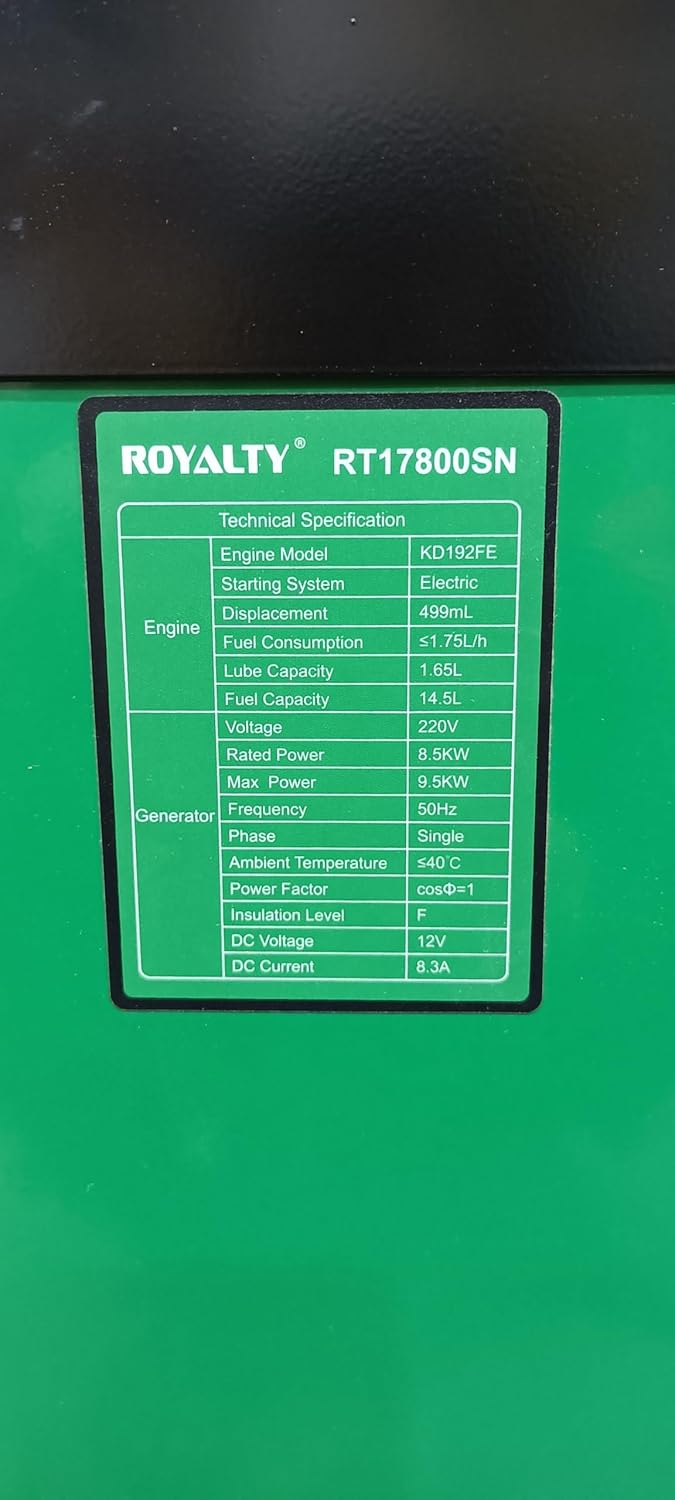 ROYALTY® RT17800SN
Technical Specification
Engine
Engine Model KD192FE
Starting System Electric
Displacement 499mL
Fuel Consumption ≤1.75L/h
Lube Capacity 1.65L
Fuel Capacity 14.5L
Generator
Voltage 220V
Rated Power 8.5KW
Max Power 9.5KW
Frequency 50Hz
Phase Single
Ambient Temperature ≤40°C
Power Factor cosΦ=1
Insulation Level F
DC Voltage 12V
DC Current 8.3A